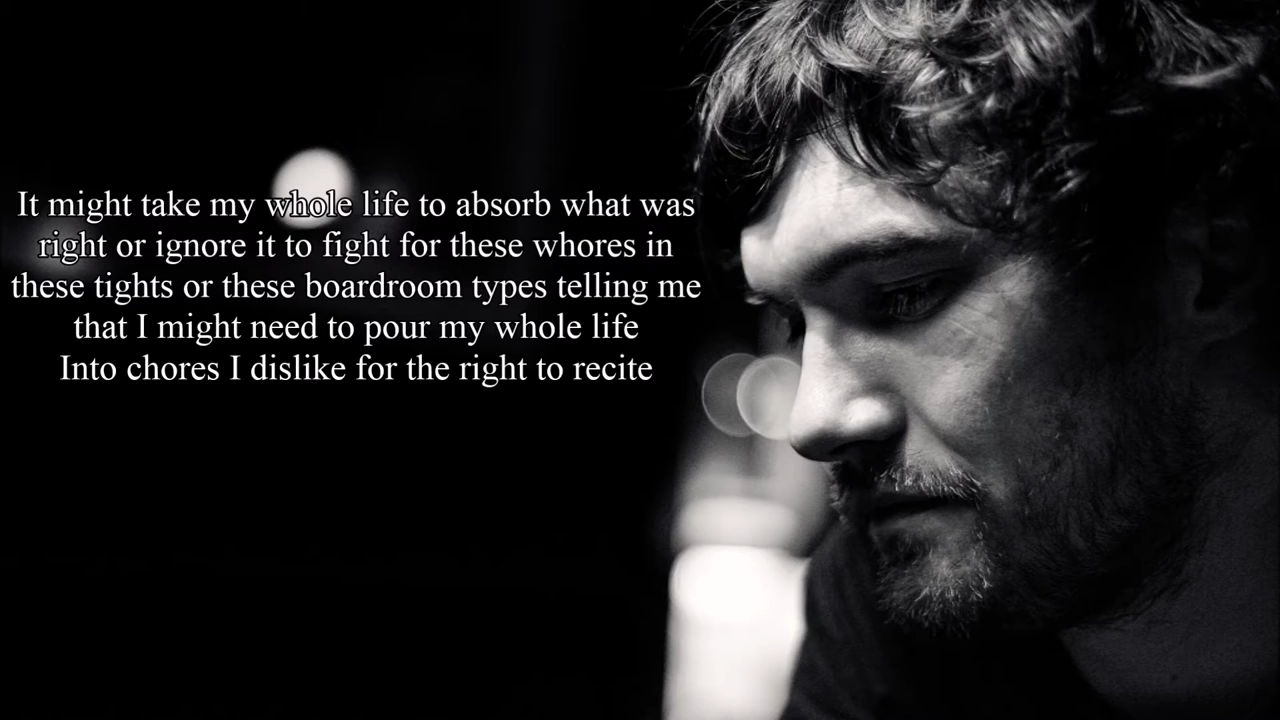 It might take my whole life to absorb what was
right or ignore it to fight for these whores in
these tights or these boardroom types telling me
that I might need to pour my whole life
Into chores I dislike for the right to recite